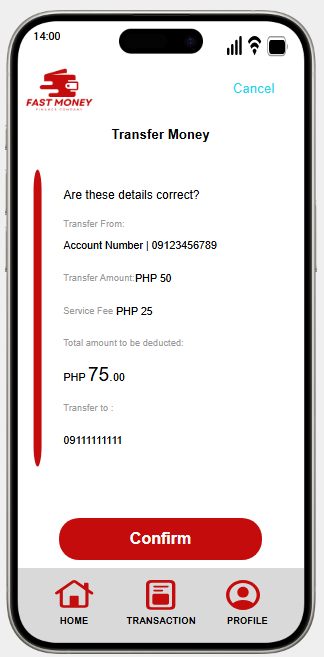 14:00
FAST MONEY
FINANCE COMPANY
Cancel
Transfer Money
Are these details correct?
Transfer From:
Account Number | 09123456789
Transfer Amount:PHP 50
Service Fee PHP 25
Total amount to be deducted:
PHP 75.00
Transfer to :
09111111111
Confirm
HOME TRANSACTION PROFILE